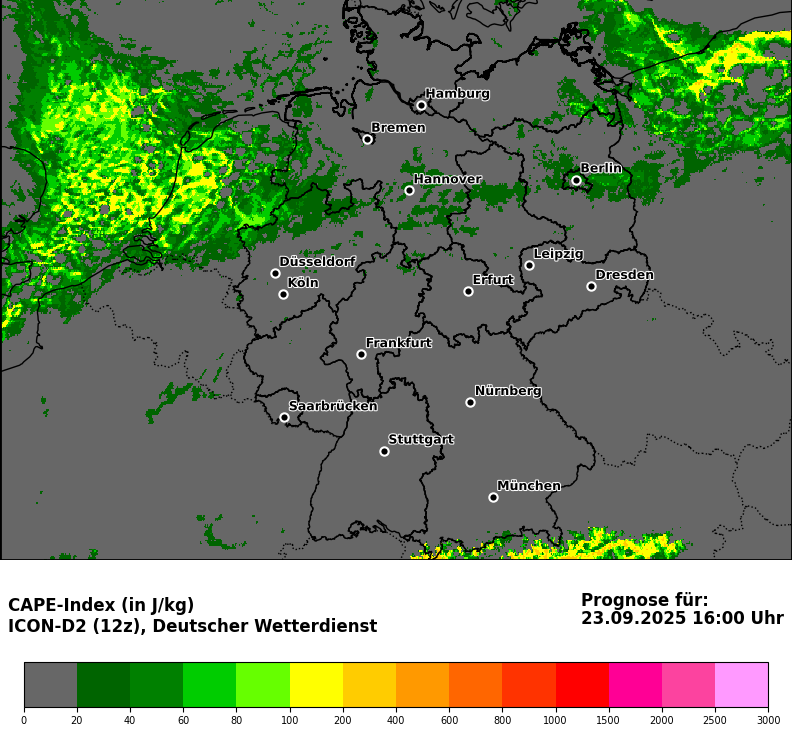 Hamburg
Bremen
Berlin
Hannover
Leipzig
Düsseldorf
Dresden
Köln
Erfurt
Frankfurt
Nürnberg
Saarbrücken
Stuttgart
München
CAPE-Index (in J/kg)
ICON-D2 (12z), Deutscher Wetterdienst
Prognose für:
23.09.2025 16:00 Uhr
0 20 40 60 80 100 200 400 600 800 1000 1500 2000 2500 3000